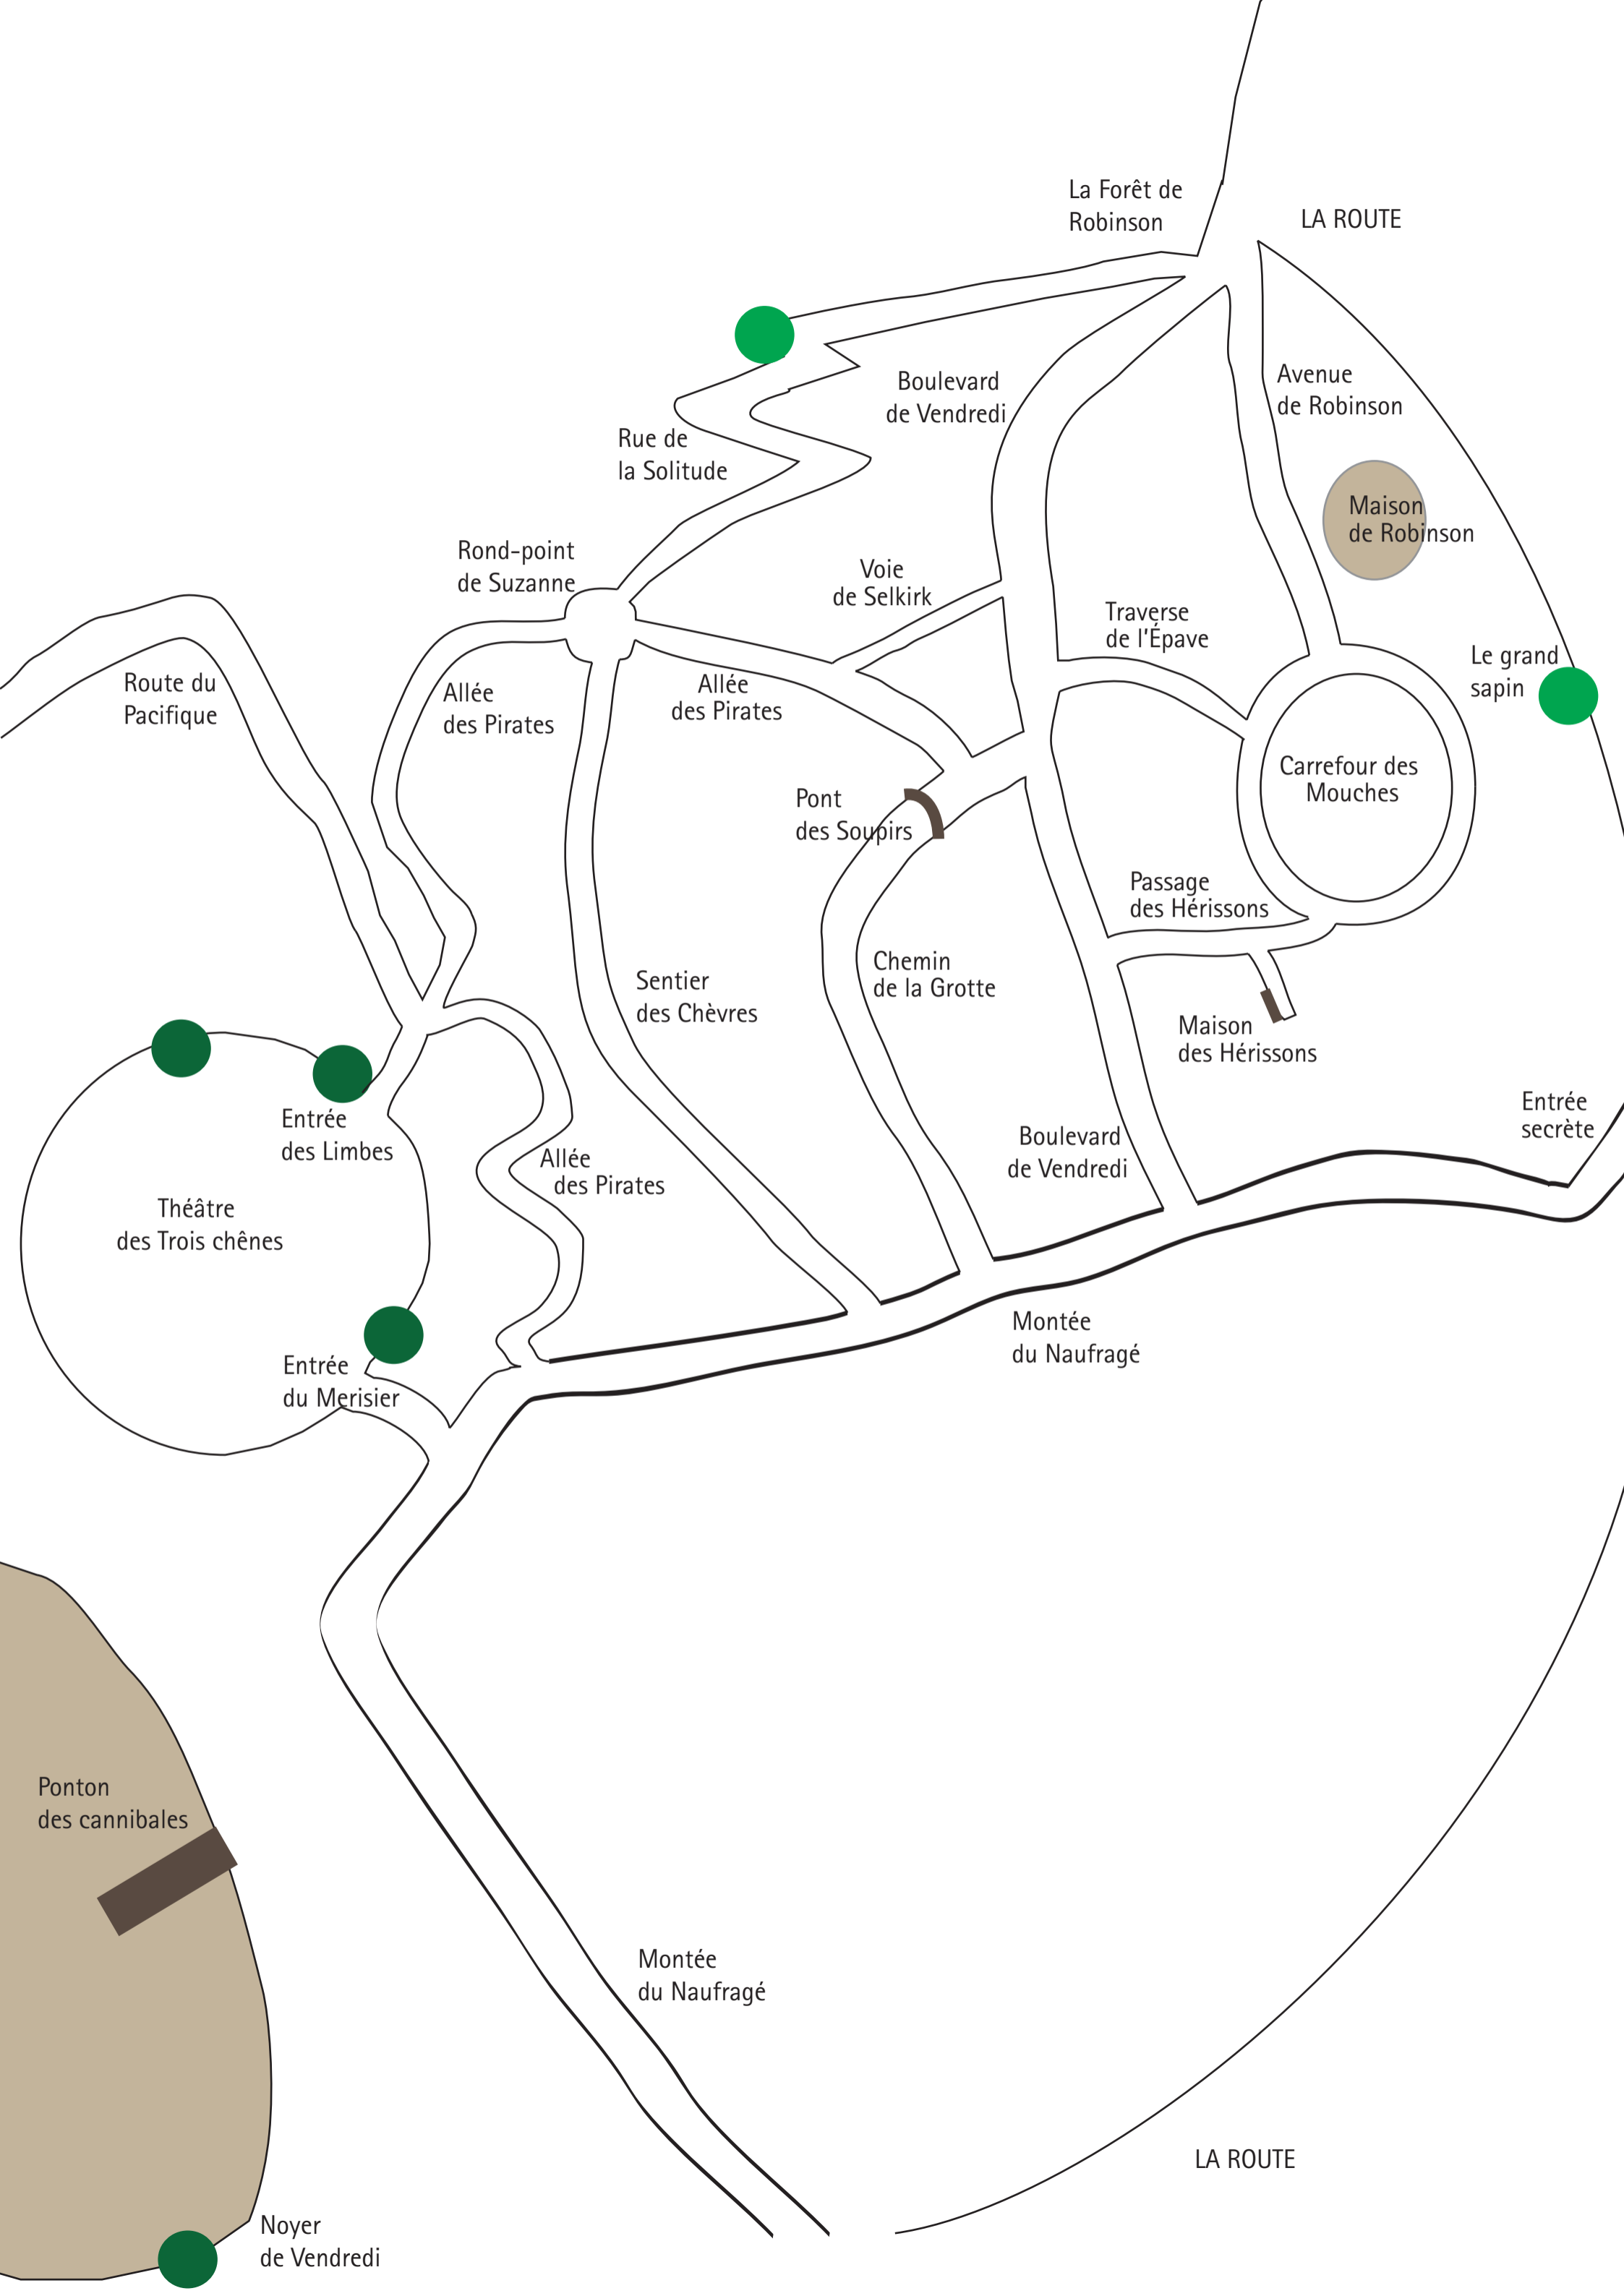 La Forêt de
Robinson
LA ROUTE
Avenue
de Robinson
Boulevard
de Vendredi
Rue de
la Solitude
Maison
de Robinson
Rond-point
de Suzanne
Voie
de Selkirk
Traverse
de l'Épave
Le grand
sapin
Route du
Pacifique
Allée
des Pirates
Allée
des Pirates
Carrefour des
Mouches
Pont
des Soupirs
Passage
des Hérissons
Sentier
des Chèvres
Chemin
de la Grotte
Maison
des Hérissons
Entrée
des Limbes
Entrée
secrète
Boulevard
de Vendredi
Allée
des Pirates
Théâtre
des Trois chênes
Montée
du Naufragé
Entrée
du Merisier
Ponton
des cannibales
Montée
du Naufragé
LA ROUTE
Noyer
de Vendredi